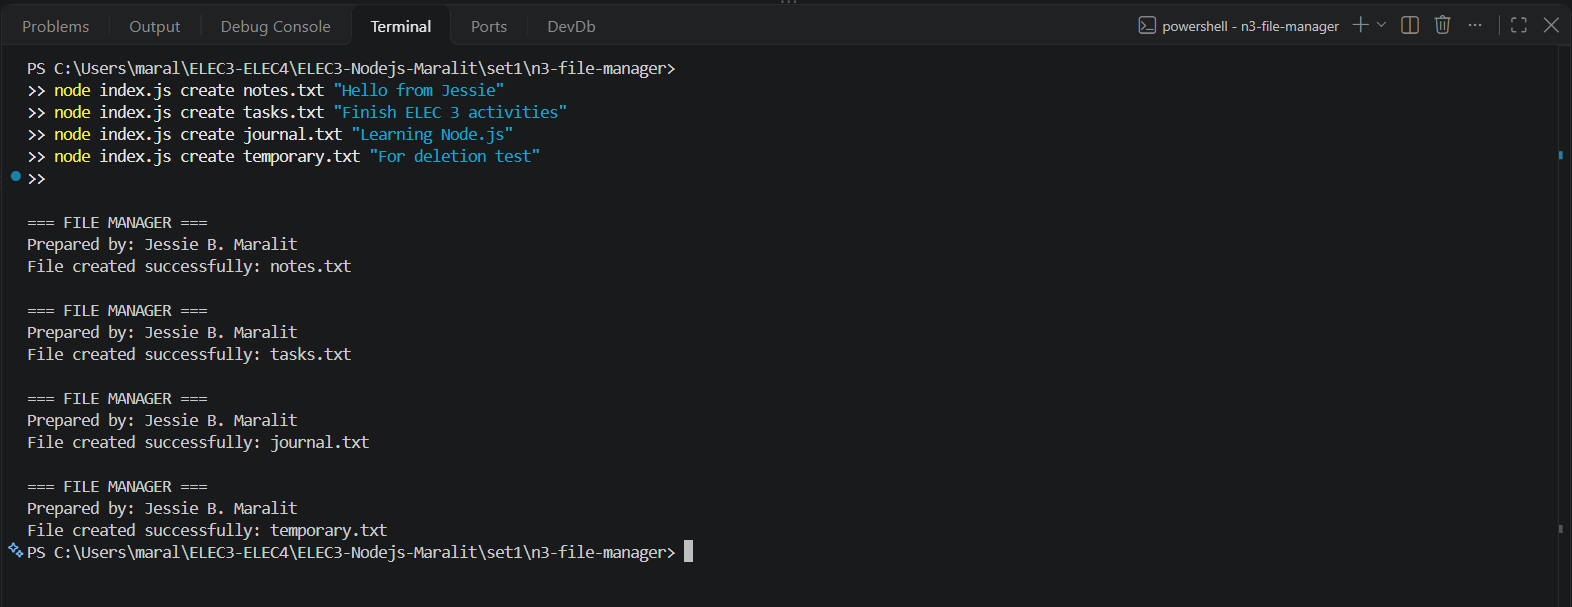 Problems Output Debug Console Terminal Ports DevDb powershell - n3-file-manager
PS C:\Users\maral\ELEC3-ELEC4\ELEC3-Nodejs-Maralit\set1\n3-file-manager>
>> node index.js create notes.txt "Hello from Jessie"
>> node index.js create tasks.txt "Finish ELEC 3 activities"
>> node index.js create journal.txt "Learning Node.js"
>> node index.js create temporary.txt "For deletion test"
>>
=== FILE MANAGER ===
Prepared by: Jessie B. Maralit
File created successfully: notes.txt
=== FILE MANAGER ===
Prepared by: Jessie B. Maralit
File created successfully: tasks.txt
=== FILE MANAGER ===
Prepared by: Jessie B. Maralit
File created successfully: journal.txt
=== FILE MANAGER ===
Prepared by: Jessie B. Maralit
File created successfully: temporary.txt
PS C:\Users\maral\ELEC3-ELEC4\ELEC3-Nodejs-Maralit\set1\n3-file-manager>